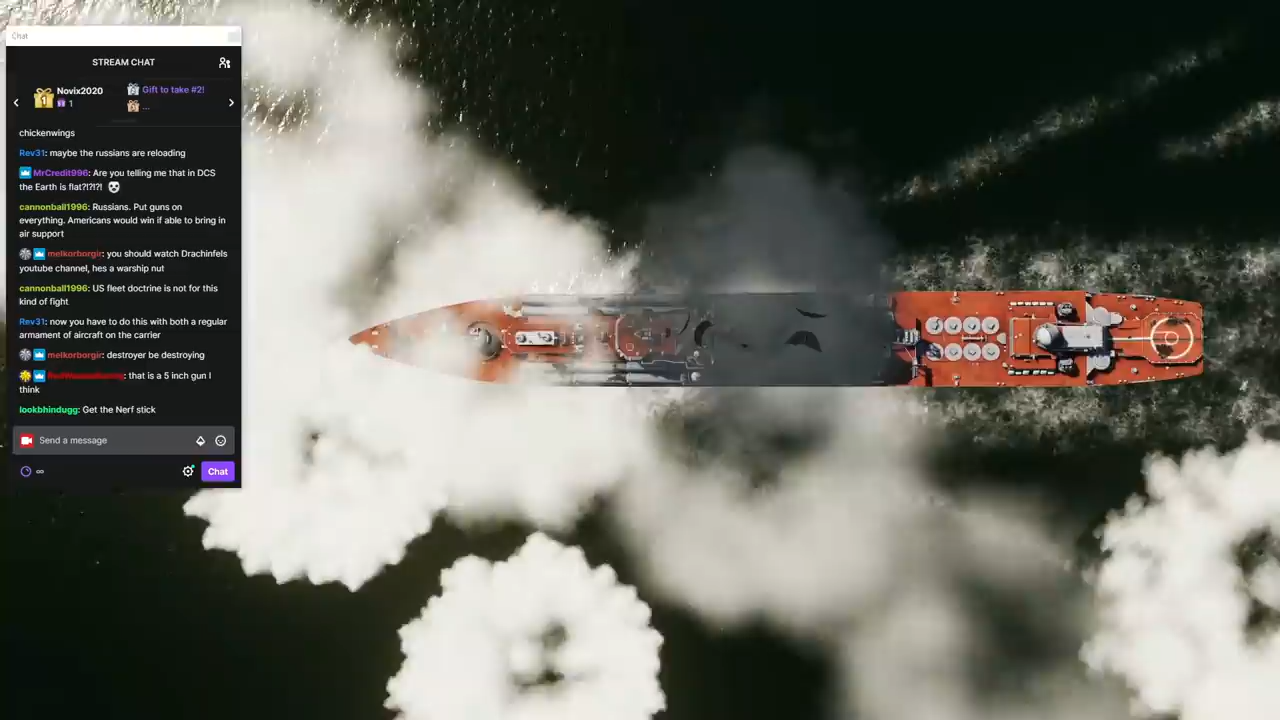 Chat
STREAM CHAT
Novix2020
1
Gift to take #2!
...
chickenwings
Rev31: maybe the russians are reloading
MrCredit996: Are you telling me that in DCS
the Earth is flat?!?!?!
cannonball1996: Russians. Put guns on
everything. Americans would win if able to bring in
air support
melkorborgir: you should watch Drachinfels
youtube channel, hes a warship nut
cannonball1996: US fleet doctrine is not for this
kind of fight
Rev31: now you have to do this with both a regular
armament of aircraft on the carrier
melkorborgir: destroyer be destroying
: that is a 5 inch gun I
think
lookbhindugg: Get the Nerf stick
Send a message
Chat